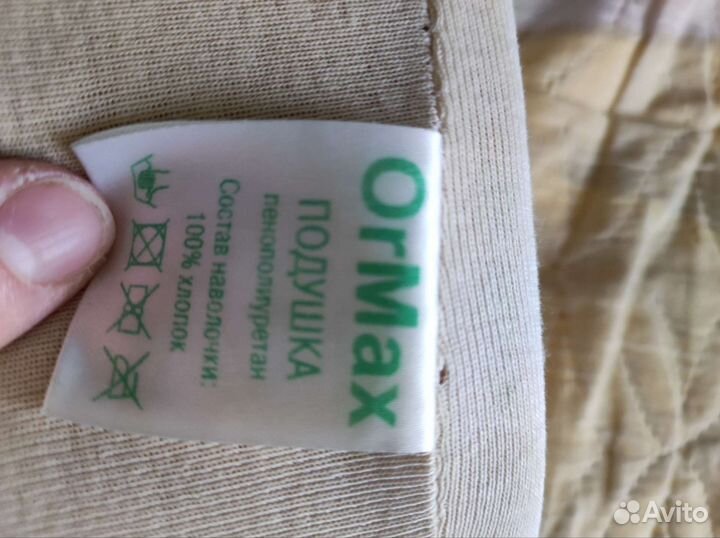 OrMax
ПОДУШКА
пенополиуретан
Состав наволочки:
100% хлопок
Avito